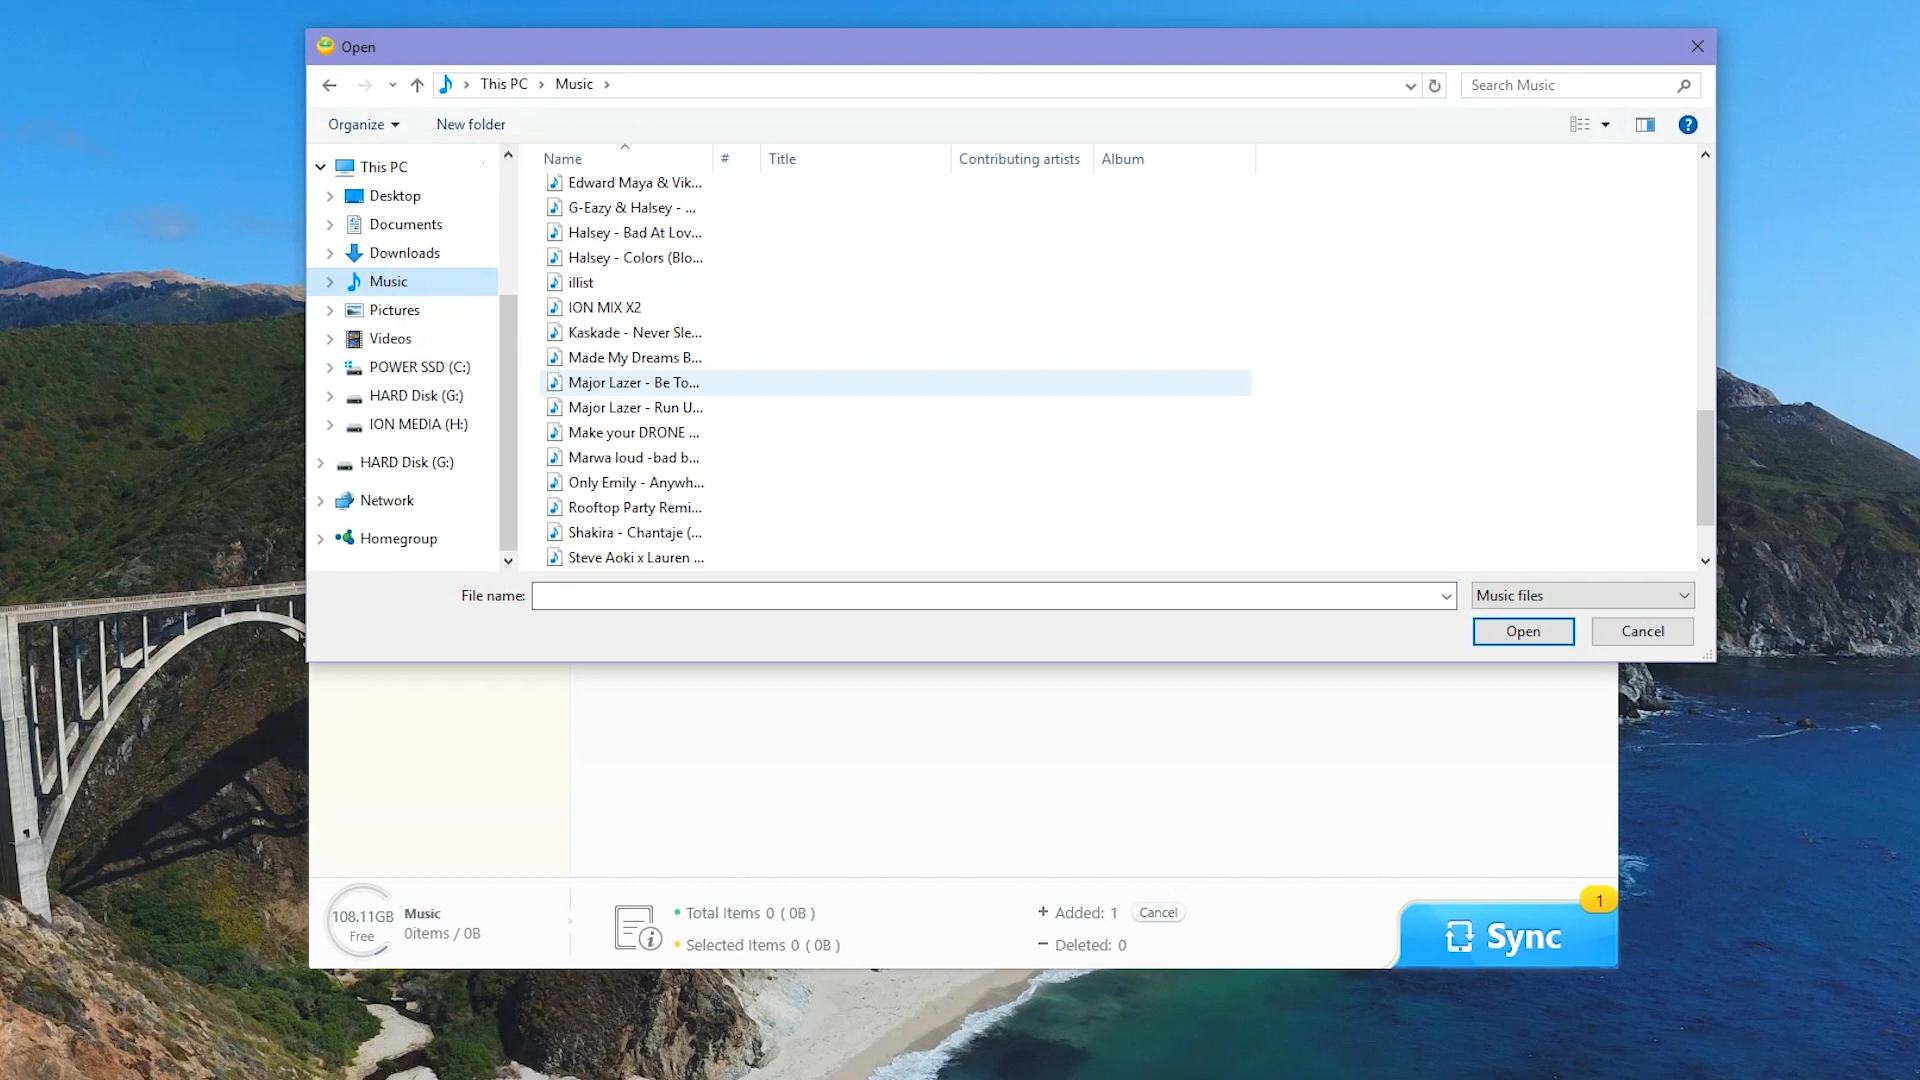 Open
This PC > Music >
Search Music
Organize
New folder
?
This PC
Desktop
Documents
Downloads
Music
Pictures
Videos
POWER SSD (C:)
HARD Disk (G:)
ION MEDIA (H:)
HARD Disk (G:)
Network
Homegroup
Name # Title Contributing artists Album
Edward Maya & Vik...
G-Eazy & Halsey - ...
Halsey - Bad At Lov...
Halsey - Colors (Blo...
illist
ION MIX X2
Kaskade - Never Sle...
Made My Dreams B...
Major Lazer - Be To...
Major Lazer - Run U...
Make your DRONE ...
Marwa loud -bad b...
Only Emily - Anywh...
Rooftop Party Remi...
Shakira - Chantaje (...
Steve Aoki x Lauren ...
File name:
Music files
Open
Cancel
108.11GB
Free
Music
0items / 0B
Total Items 0 ( 0B )
Selected Items 0 ( 0B )
+ Added: 1 Cancel
- Deleted: 0
1
Sync